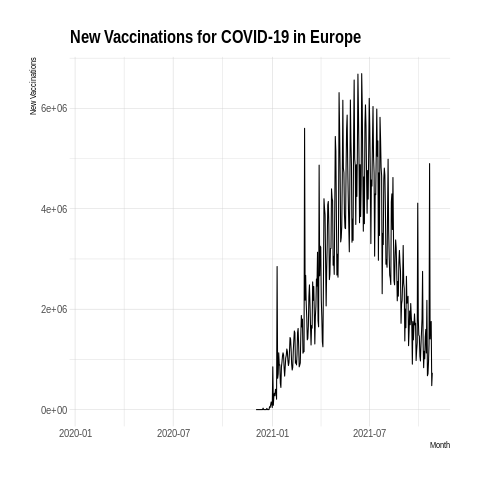 New Vaccinations for COVID-19 in Europe
New Vaccinations
6e+06
4e+06
2e+06
0e+00
2020-01 2020-07 2021-01 2021-07
Month